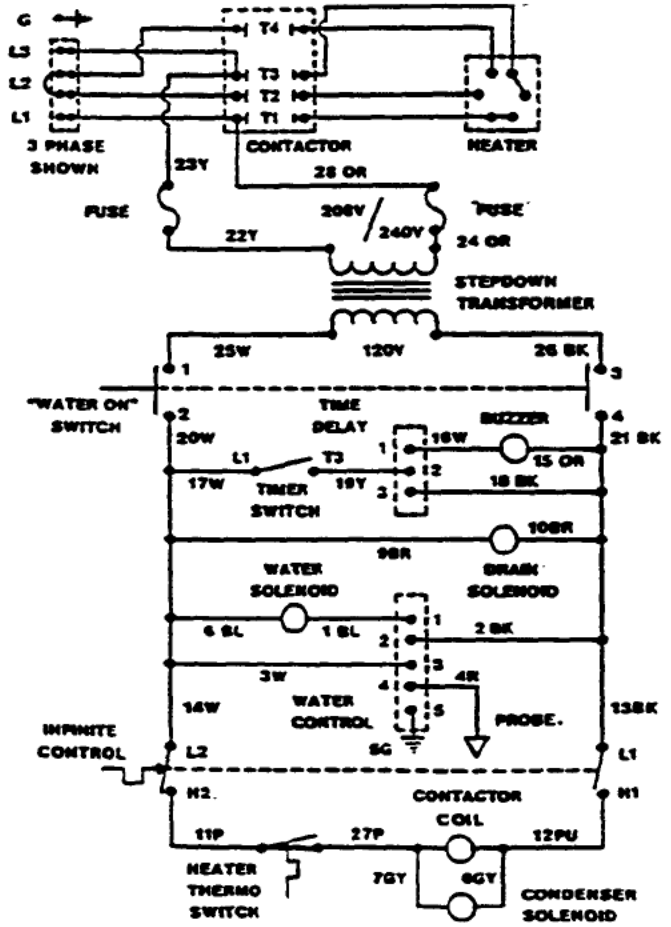 G
L3
L2
L1
3 PHASE
SHOWN
T4
T3
T2
T1
CONTACTOR
HEATER
23Y
28 OR
FUSE
208V
240V
FUSE
22Y
24 OR
STEPDOWN
TRANSFORMER
25W
120V
26 BK
1
3
"WATER ON"
SWITCH
2
4
TIME
DELAY
BUZZER
20W
21 BK
1
16W
15 OR
L1
T3
2
17W
19Y
18 BK
3
TIMER
SWITCH
9BR
10BR
WATER
SOLENOID
DRAIN
SOLENOID
6 BL
1 BL
1
2
2 BK
3W
3
4
4R
14W
WATER
CONTROL
5
PROBE.
13BK
INFINITE
CONTROL
L2
5G
L1
H2.
H1
CONTACTOR
COIL
11P
27P
12PU
HEATER
THERMO
SWITCH
7GY
8GY
CONDENSER
SOLENOID